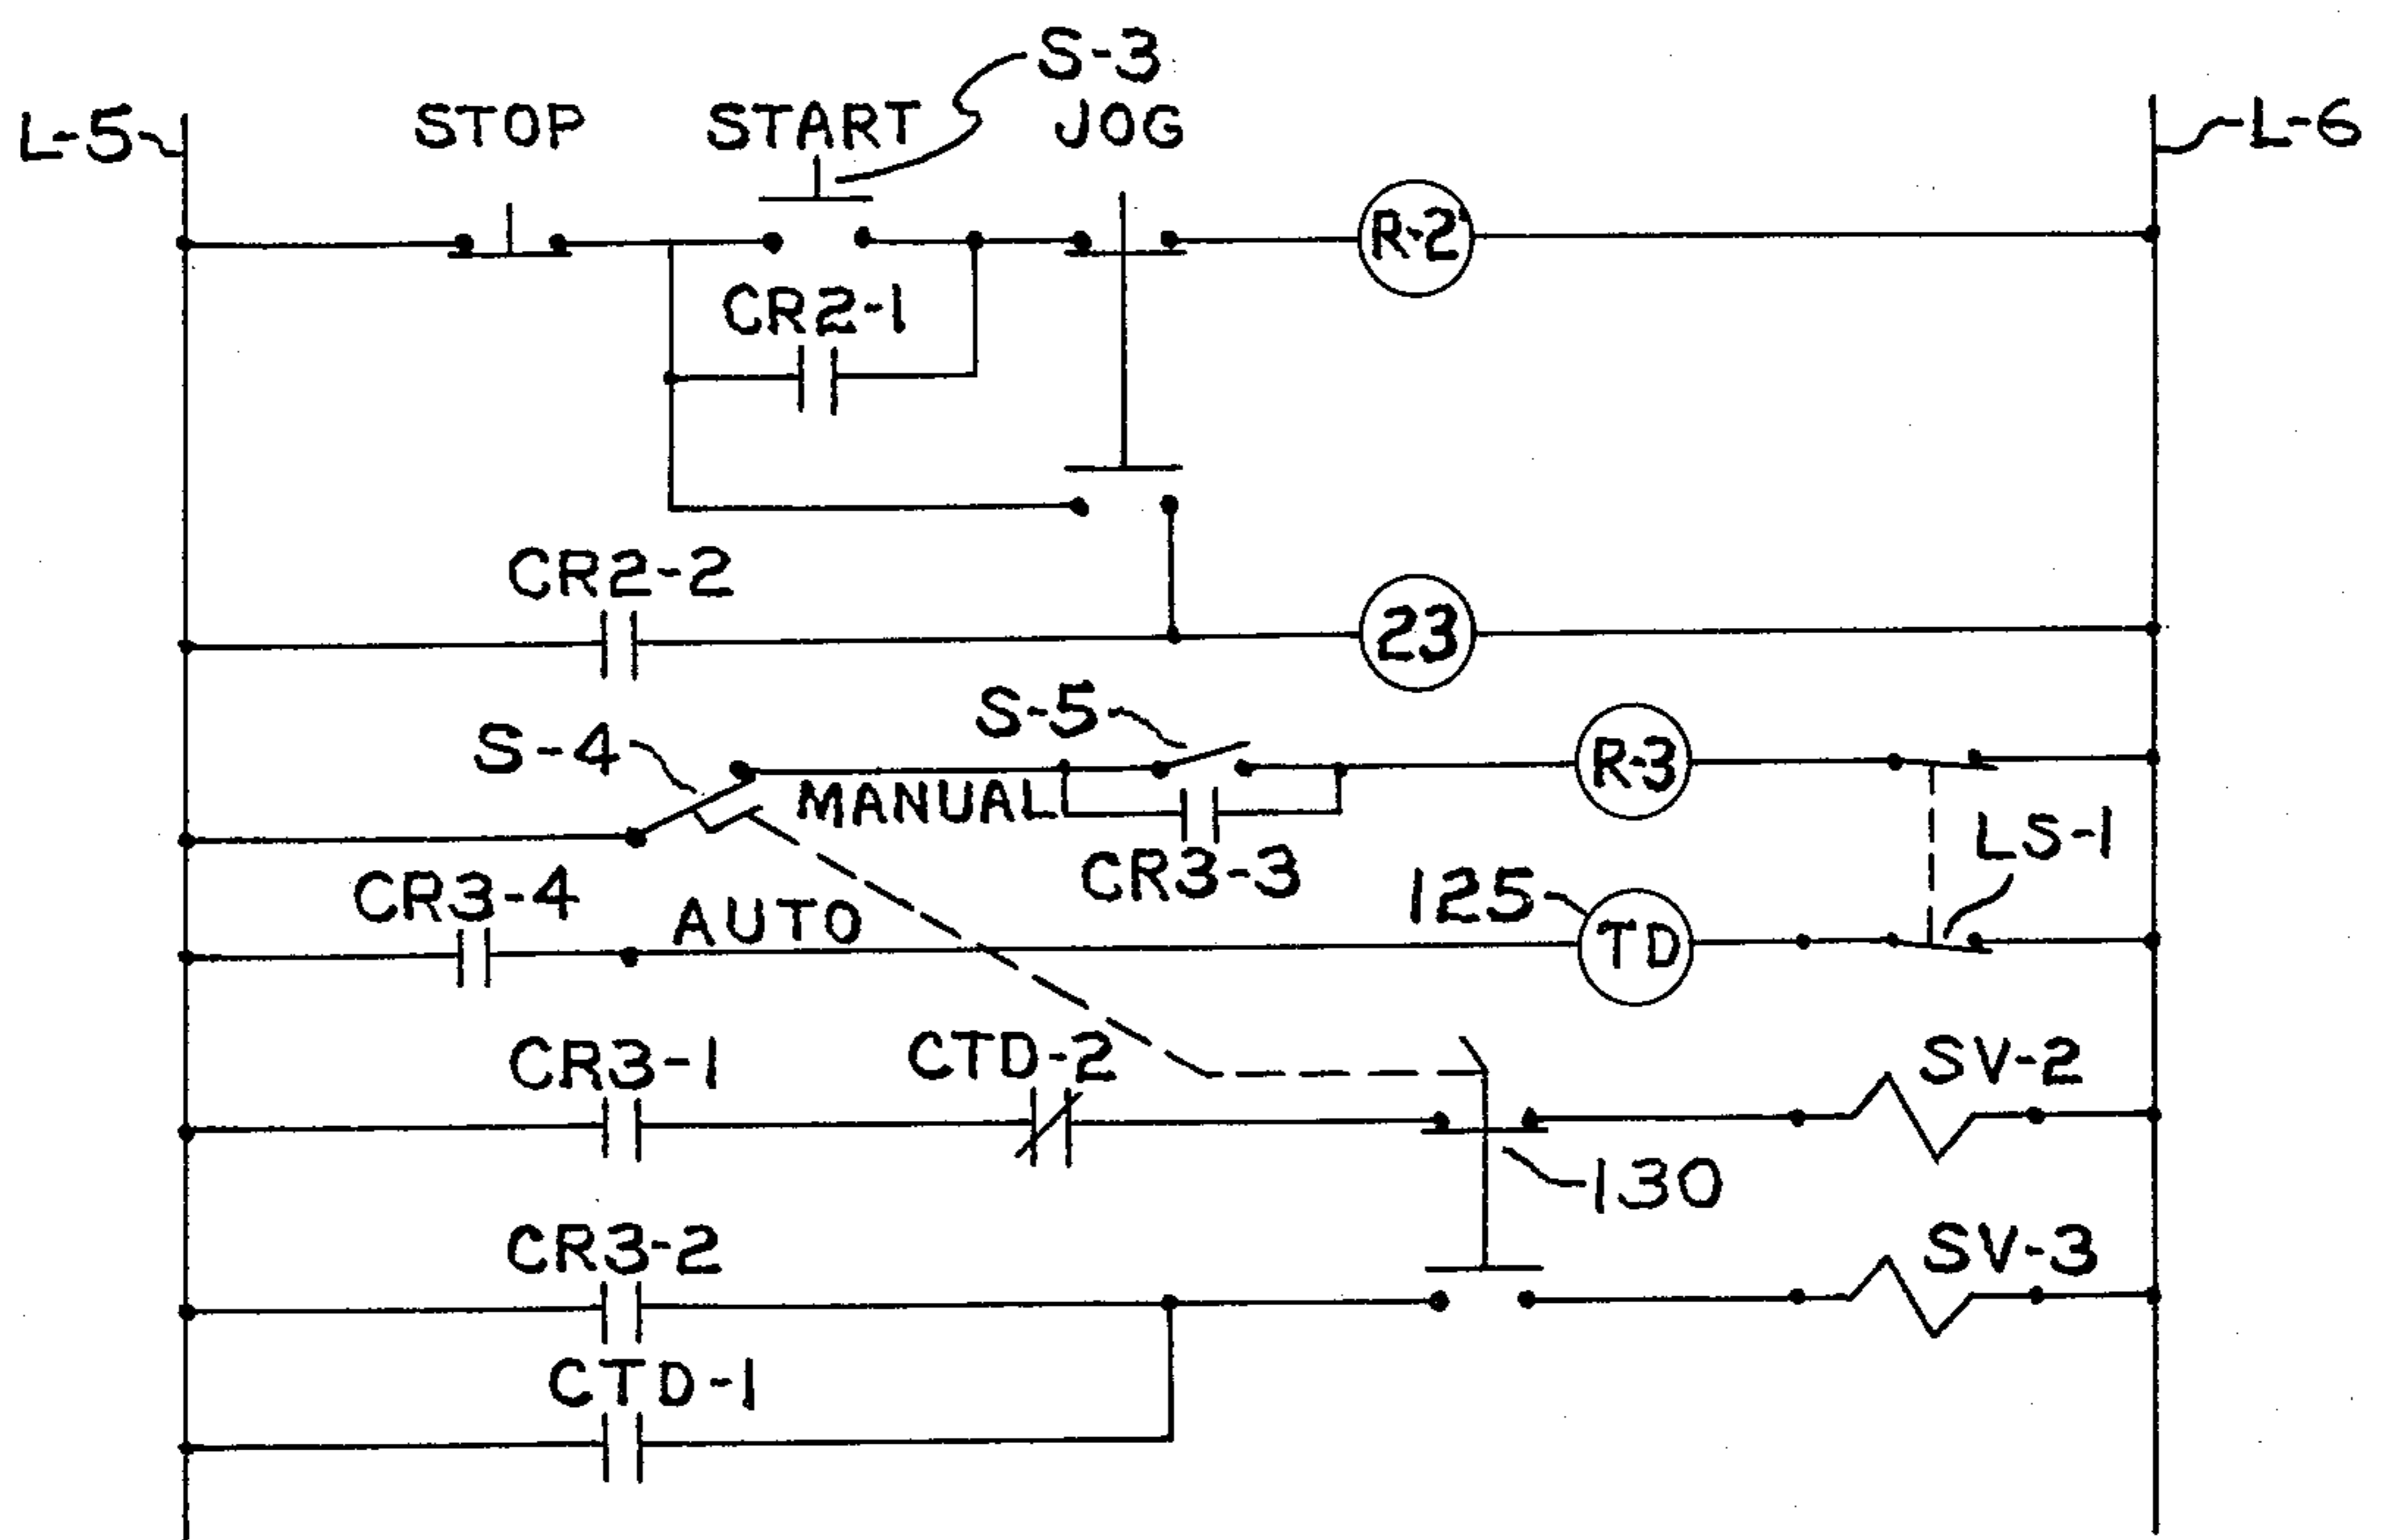 S-3
L-5
STOP
START
JOG
L-6
R-2
CR2-1
CR2-2
23
S-5
S-4
MANUAL
R-3
CR3-3
LS-1
CR3-4
AUTO
125
TD
CR3-1
CTD-2
SV-2
130
CR3-2
SV-3
CTD-1